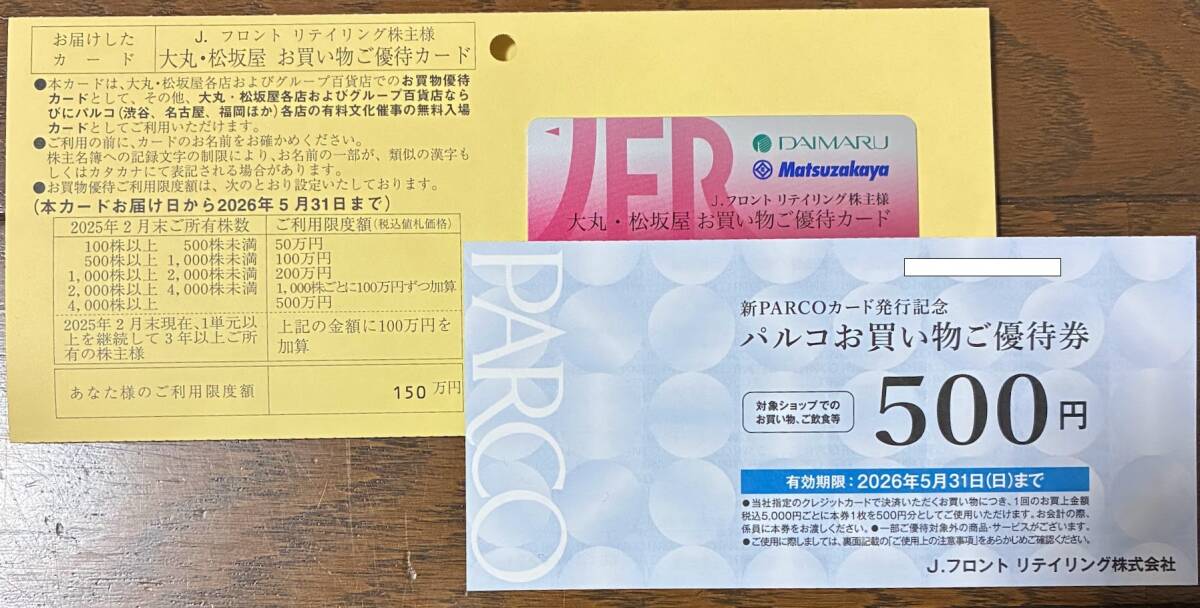 お届けした
カード
J. フロント リテイリング株主様
大丸・松坂屋 お買い物ご優待カード
●本カードは、大丸・松坂屋各店およびグループ百貨店でのお買物優待
カードとして、その他、大丸・松坂屋各店およびグループ百貨店なら
びにパルコ(渋谷、名古屋、福岡ほか)各店の有料文化催事の無料入場
カードとしてご利用いただけます。
●ご利用の前に、カードのお名前をお確かめください。
株主名簿への記録文字の制限により、お名前の一部が、類似の漢字も
しくはカタカナにて表記される場合があります。
●お買物優待ご利用限度額は、次のとおり設定いたしております。
(本カードお届け日から2026年5月31日まで)
2025年2月末ご所有株数 ご利用限度額(税込値札価格)
100株以上 500株未満 50万円
500株以上 1,000株未満 100万円
1,000株以上 2,000株未満 200万円
2,000株以上 4,000株未満 1,000株ごとに100万円ずつ加算
4,000株以上 500万円
2025年2月末現在、1単元以
上を継続して3年以上ご所
有の株主様
上記の金額に100万円を
加算
あなた様のご利用限度額 150万円
JFR
DAIMARU
Matsuzakaya
J.フロント リテイリング株主様
大丸・松坂屋 お買い物ご優待カード
PARCO
新PARCOカード発行記念
パルコお買い物ご優待券
対象ショップでの
お買い物、ご飲食等
500円
有効期限:2026年5月31日(日)まで
●当社指定のクレジットカードで決済いただくお買い物につき、1回のお買上金額
税込5,000円ごとに本券1枚を500円分としてご使用いただけます。お会計の際、
係員に本券をお渡しください。●一部ご優待対象外の商品・サービスがございます。
●ご使用に際しましては、裏面記載の「ご使用上の注意事項」をあらかじめご確認ください。
J.フロント リテイリング株式会社